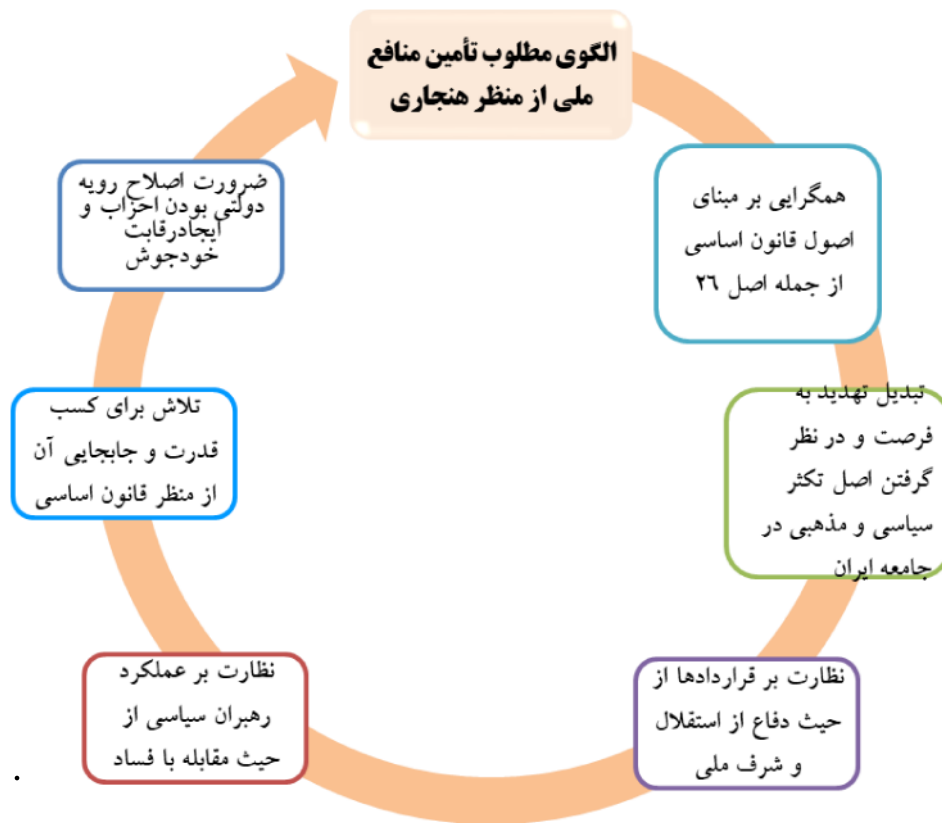 الگوی مطلوب تأمین منافع
ملی از منظر هنجاری
همگرایی بر مبنای
اصول قانون اساسی
از جمله اصل ٢٦
تبدیل تهدید به
فرصت و در نظر
گرفتن اصل تکثر
سیاسی و مذهبی در
جامعه ایران
نظارت بر قراردادها از
حیث دفاع از استقلال
و شرف ملی
نظارت بر عملکرد
رهبران سیاسی از
حیث مقابله با فساد
تلاش برای کسب
قدرت و جابجایی آن
از منظر قانون اساسی
ضرورت اصلاح رویه
دولتی بودن احزاب و
ایجادرقابت
خودجوش
.